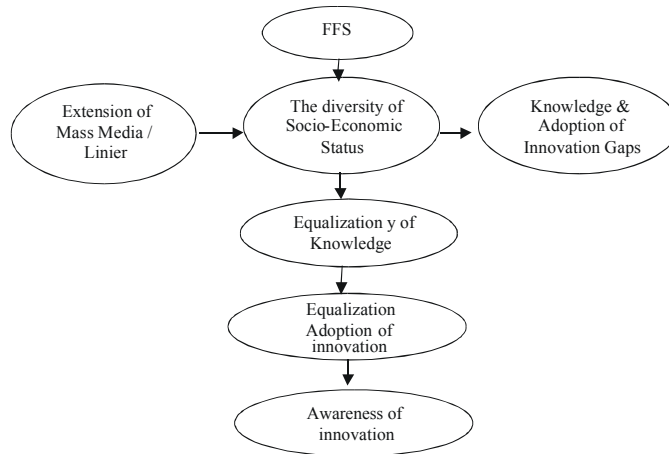 FFS
Extension of
Mass Media /
Linier
The diversity of
Socio-Economic
Status
Knowledge &
Adoption of
Innovation Gaps
Equalization y of
Knowledge
Equalization
Adoption of
innovation
Awareness of
innovation